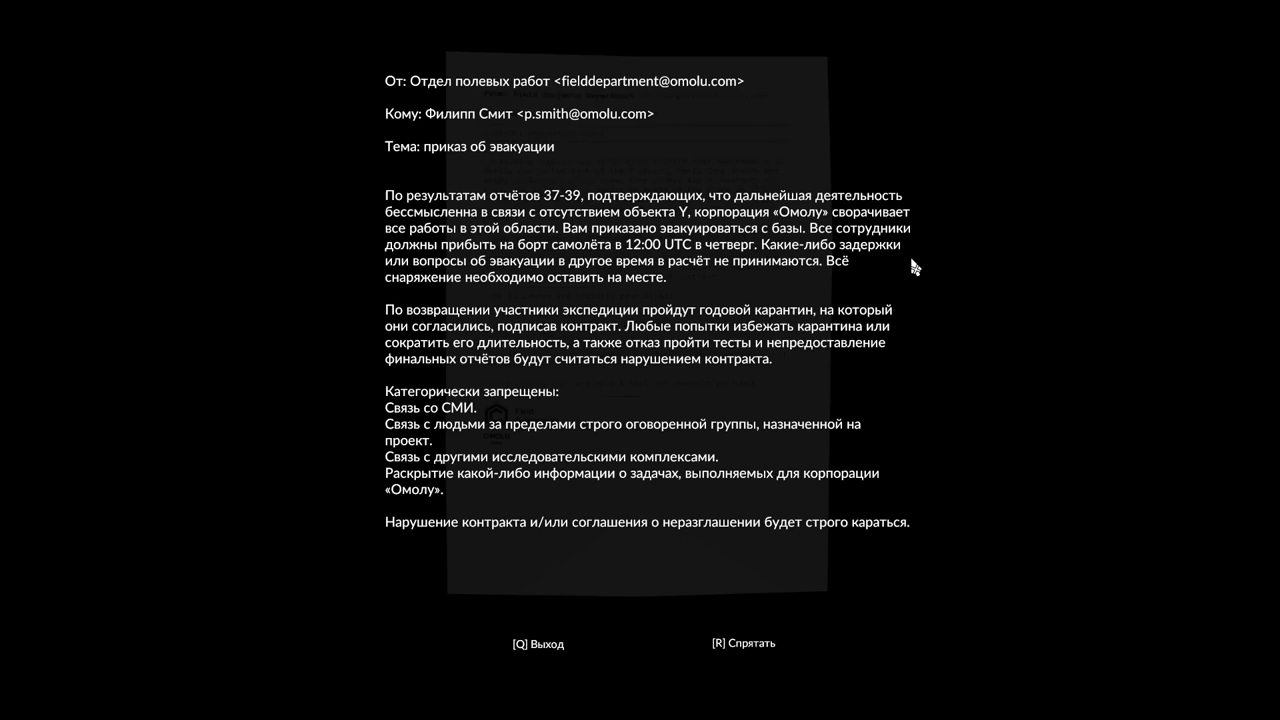 От: Отдел полевых работ <fielddepartment@omolu.com>
Кому: Филипп Смит <p.smith@omolu.com>
Тема: приказ об эвакуации
По результатам отчётов 37-39, подтверждающих, что дальнейшая деятельность
бессмысленна в связи с отсутствием объекта Y, корпорация «Омолу» сворачивает
все работы в этой области. Вам приказано эвакуироваться с базы. Все сотрудники
должны прибыть на борт самолёта в 12:00 UTC в четверг. Какие-либо задержки
или вопросы об эвакуации в другое время в расчёт не принимаются. Всё
снаряжение необходимо оставить на месте.
По возвращении участники экспедиции пройдут годовой карантин, на который
они согласились, подписав контракт. Любые попытки избежать карантина или
сократить его длительность, а также отказ пройти тесты и непредоставление
финальных отчётов будут считаться нарушением контракта.
Категорически запрещены:
Связь со СМИ.
Связь с людьми за пределами строго оговоренной группы, назначенной на
проект.
Связь с другими исследовательскими комплексами.
Раскрытие какой-либо информации о задачах, выполняемых для корпорации
«Омолу».
Нарушение контракта и/или соглашения о неразглашении будет строго караться.
[Q] Выход
[R] Спрятать